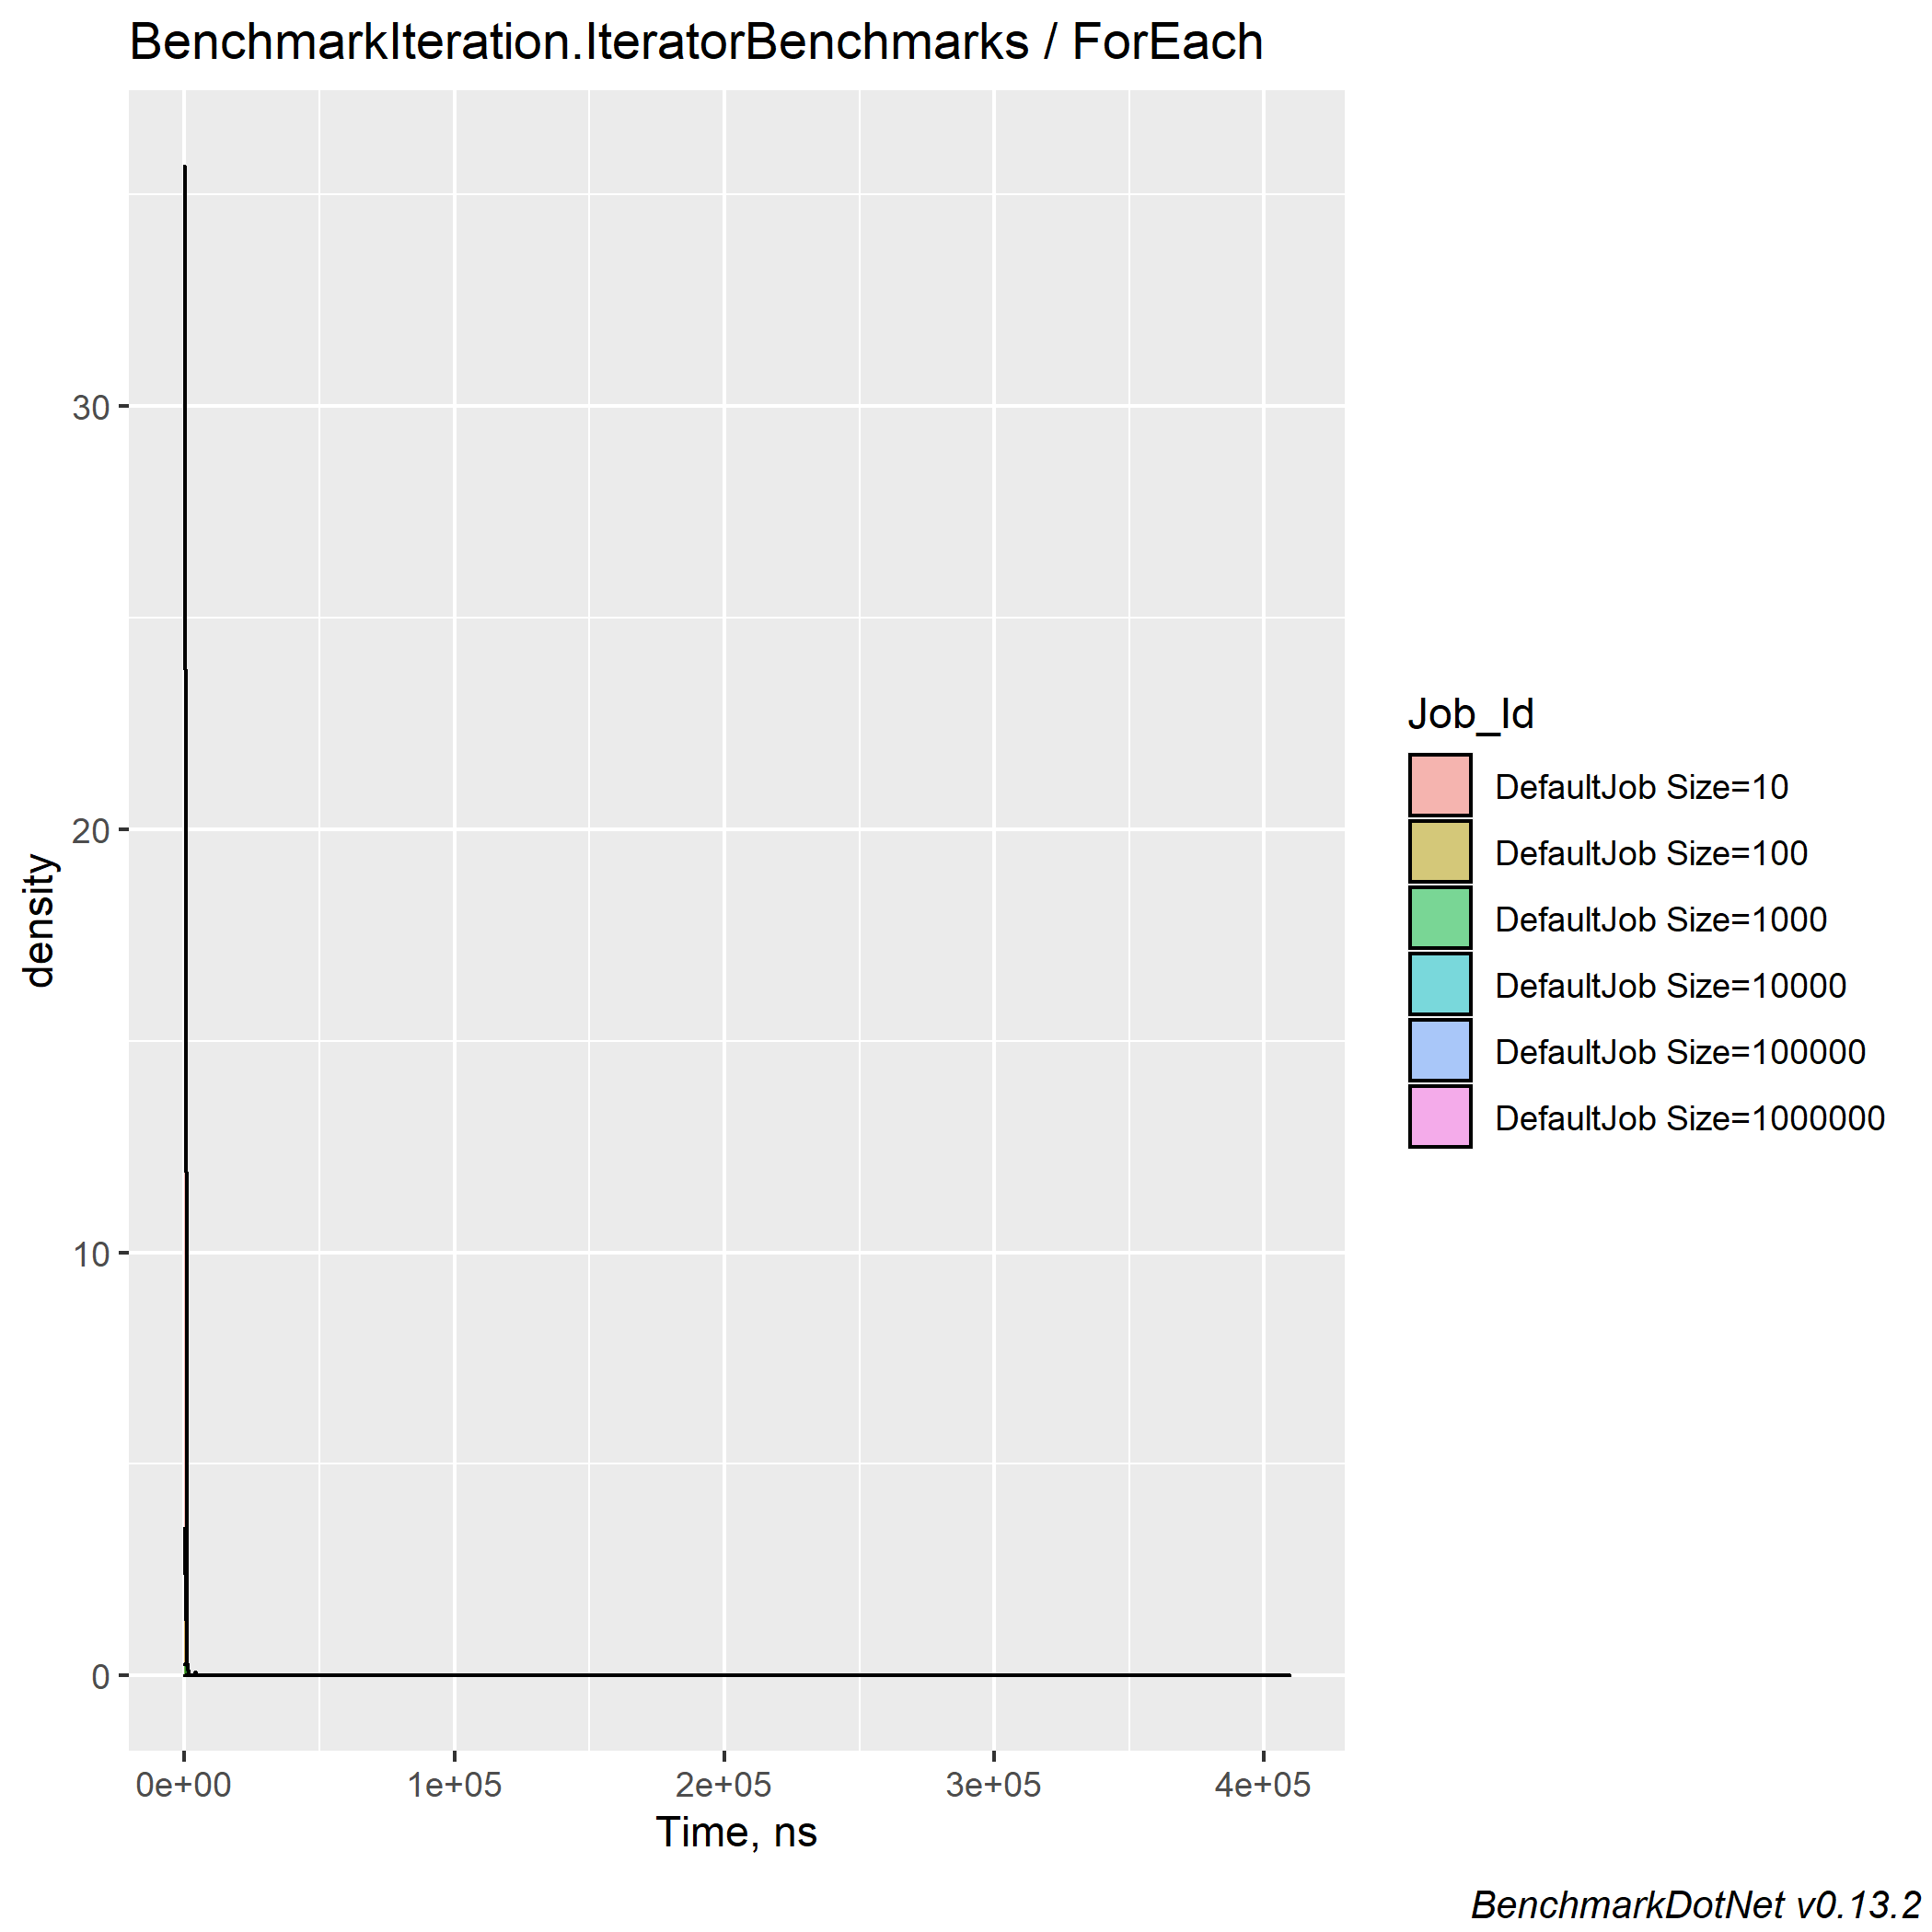 BenchmarkIteration.IteratorBenchmarks / ForEach
30
20
10
0
density
0e+00 1e+05 2e+05 3e+05 4e+05
Time, ns
Job_Id
DefaultJob Size=10
DefaultJob Size=100
DefaultJob Size=1000
DefaultJob Size=10000
DefaultJob Size=100000
DefaultJob Size=1000000
BenchmarkDotNet v0.13.2